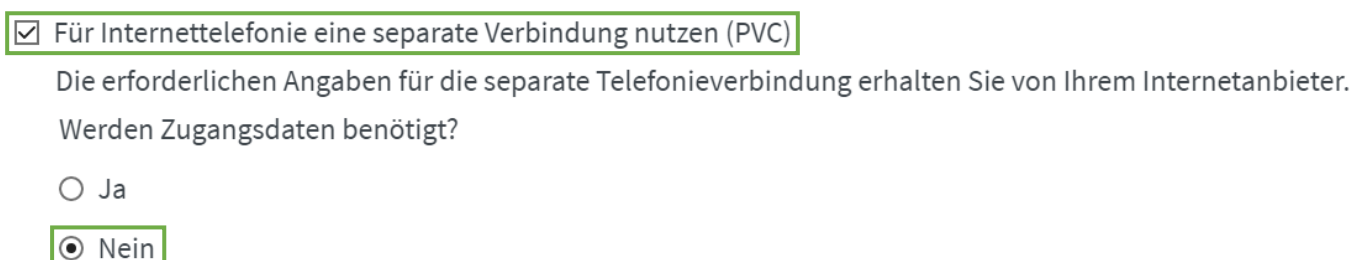 Für Internettelefonie eine separate Verbindung nutzen (PVC)
Die erforderlichen Angaben für die separate Telefonieverbindung erhalten Sie von Ihrem Internetanbieter.
Werden Zugangsdaten benötigt?
Ja
Nein